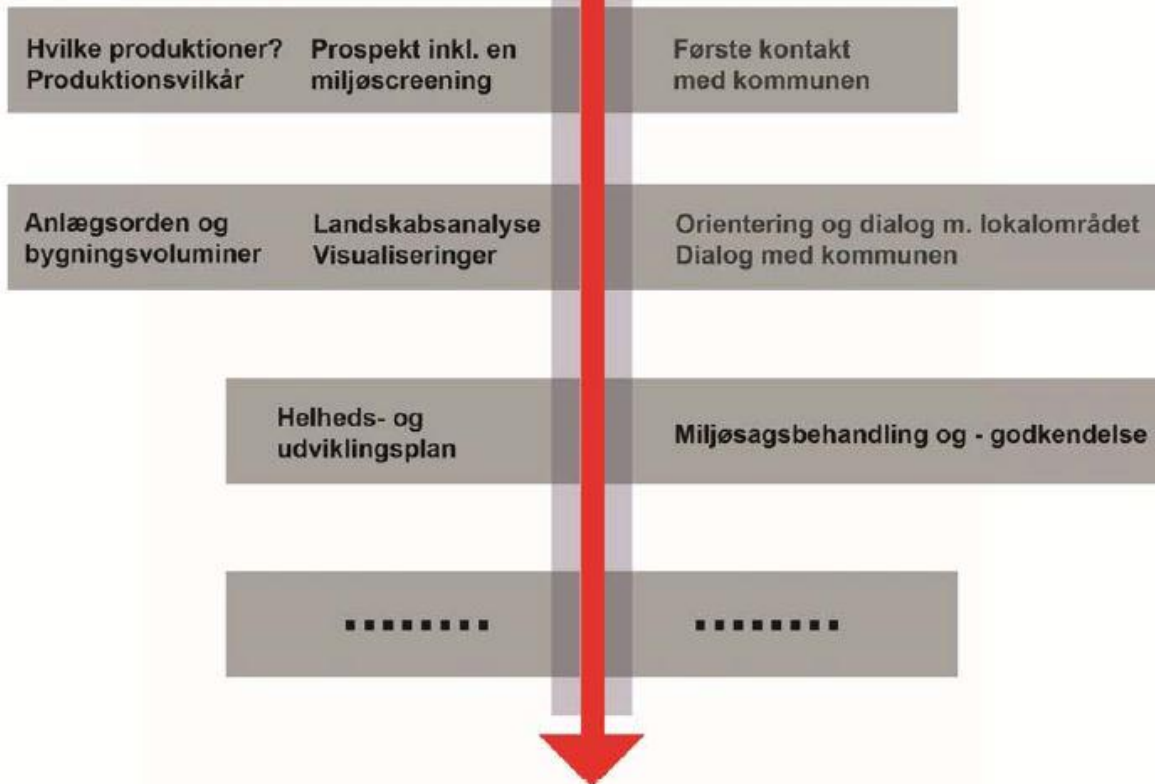 Hvilke produktioner?
Produktionsvilkår
Prospekt inkl. en
miljøscreening
Første kontakt
med kommunen
Anlægsorden og
bygningsvoluminer
Landskabsanalyse
Visualiseringer
Orientering og dialog m. lokalområdet
Dialog med kommunen
Helheds- og
udviklingsplan
Miljøsagsbehandling og - godkendelse
........
........